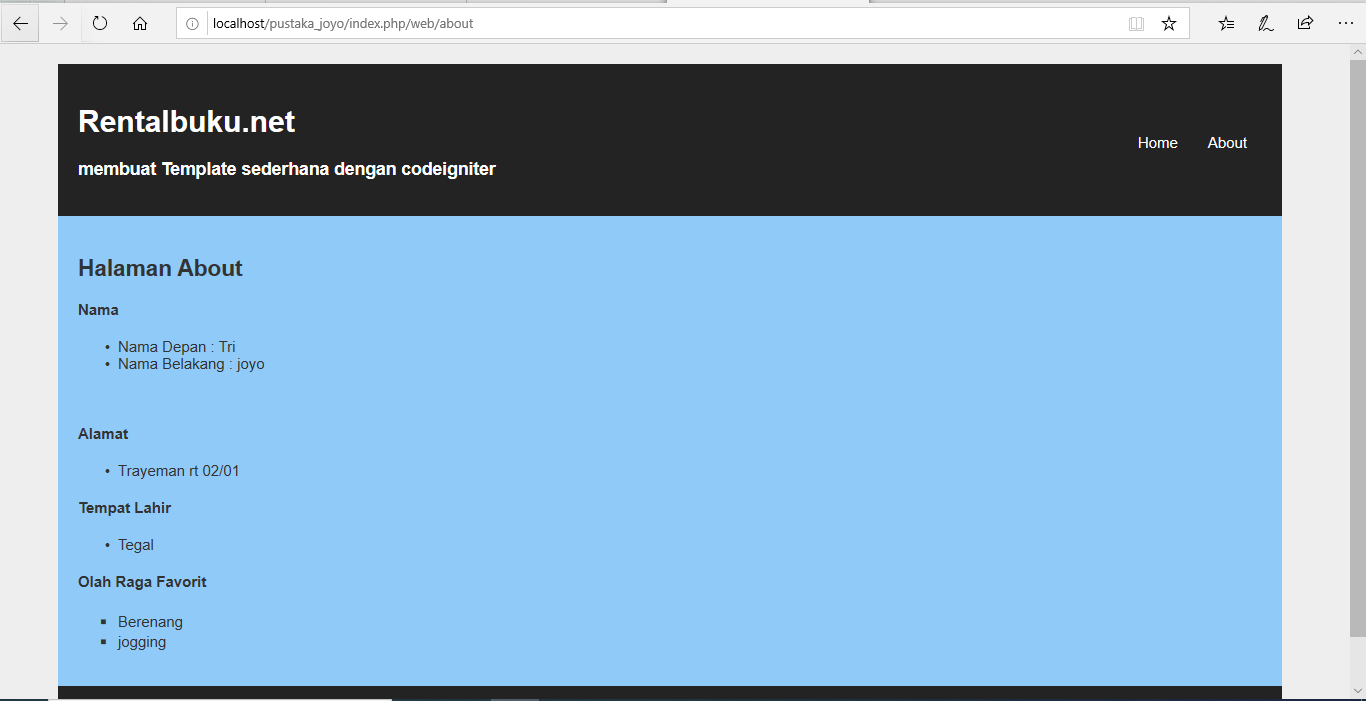 localhost/pustaka_joyo/index.php/web/about
Rentalbuku.net
membuat Template sederhana dengan codeigniter
Home About
Halaman About
Nama
• Nama Depan : Tri
• Nama Belakang : joyo
Alamat
• Trayeman rt 02/01
Tempat Lahir
• Tegal
Olah Raga Favorit
▪ Berenang
▪ jogging